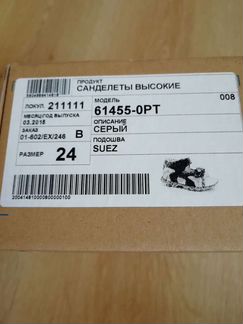 ПРОДУКТ
САНДЕЛЕТЫ ВЫСОКИЕ
ПОКУП. 211111
МОДЕЛЬ
008
61455-0PT
МЕСЯЦ/ГОД ВЫПУСКА
03.2015
ОПИСАНИЕ
СЕРЫЙ
ЗАКАЗ
01-602/EX/246 B
ПОДОШВА
SUEZ
РАЗМЕР 24